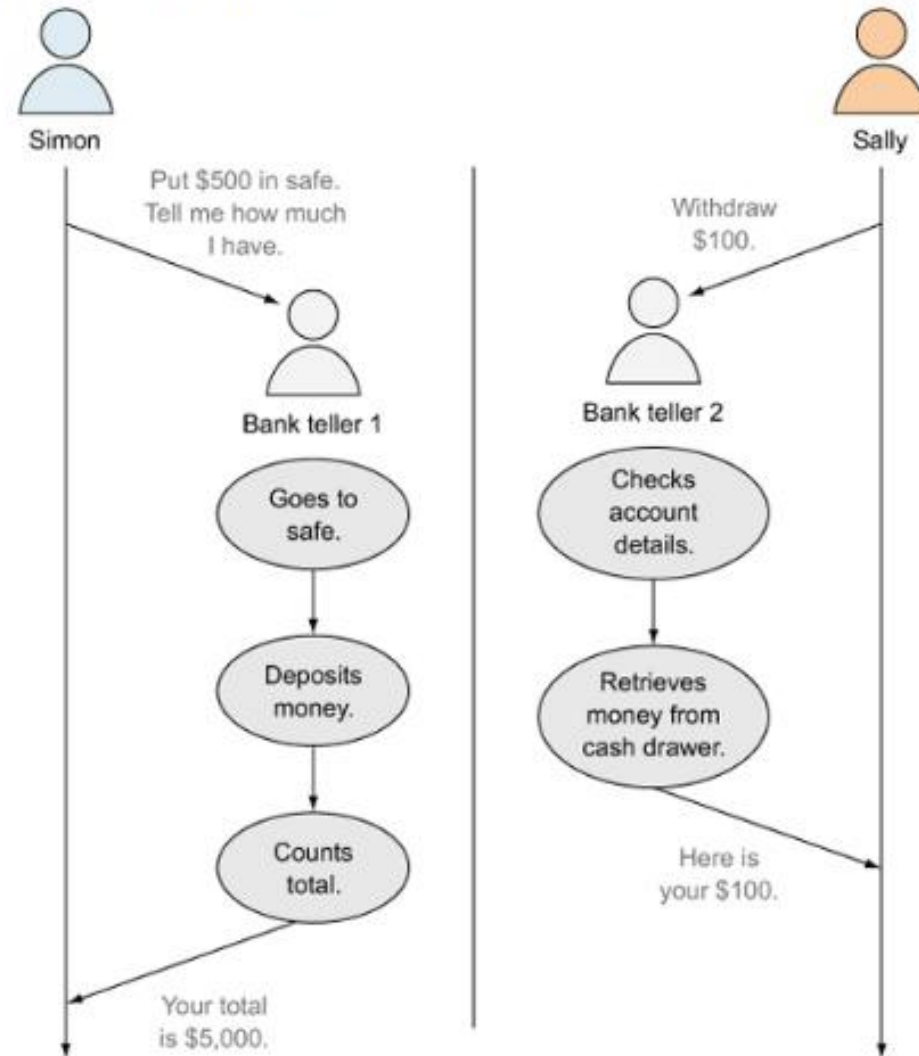 Simon
Sally
Put $500 in safe.
Tell me how much
I have.
Withdraw
$100.
Bank teller 1
Bank teller 2
Goes to
safe.
Checks
account
details.
Deposits
money.
Retrieves
money from
cash drawer.
Counts
total.
Here is
your $100.
Your total
is $5,000.